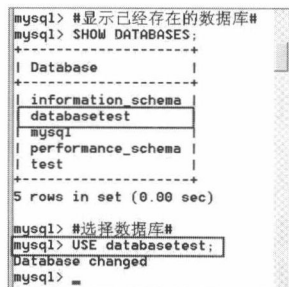 mysql> #显示已经存在的数据库#
mysql> SHOW DATABASES;
+--------------------+
| Database           |
+--------------------+
| information_schema |
| databasetest       |
| mysql              |
| performance_schema |
| test               |
+--------------------+
5 rows in set (0.00 sec)
mysql> #选择数据库#
mysql> USE databasetest;
Database changed
mysql>